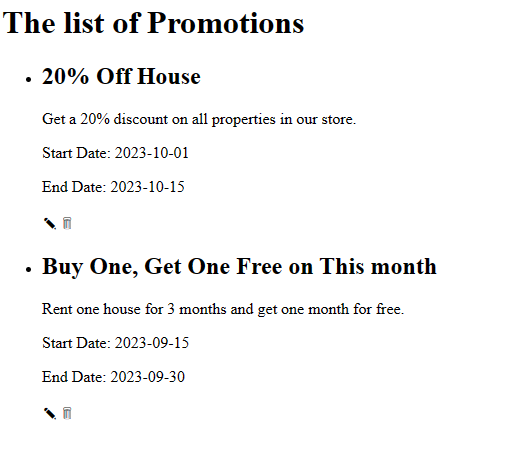 The list of Promotions
20% Off House
Get a 20% discount on all properties in our store.
Start Date: 2023-10-01
End Date: 2023-10-15
Buy One, Get One Free on This month
Rent one house for 3 months and get one month for free.
Start Date: 2023-09-15
End Date: 2023-09-30